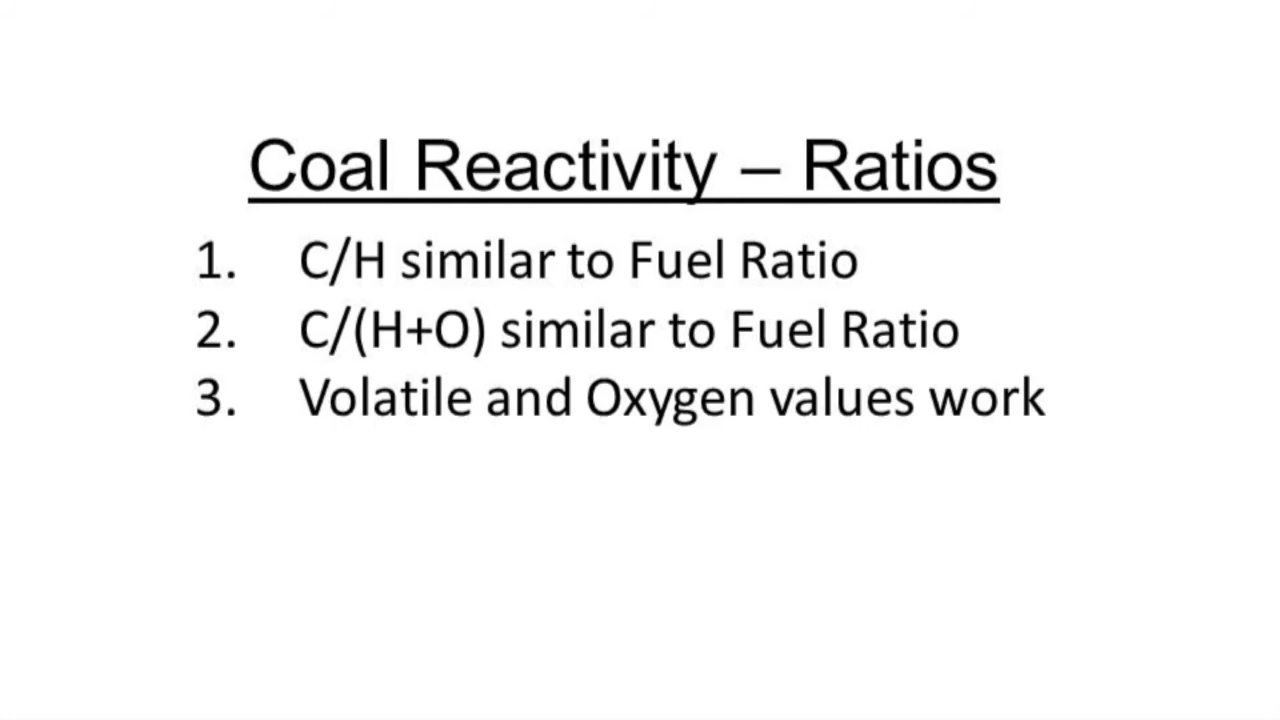 Coal Reactivity – Ratios
1. C/H similar to Fuel Ratio
2. C/(H+O) similar to Fuel Ratio
3. Volatile and Oxygen values work